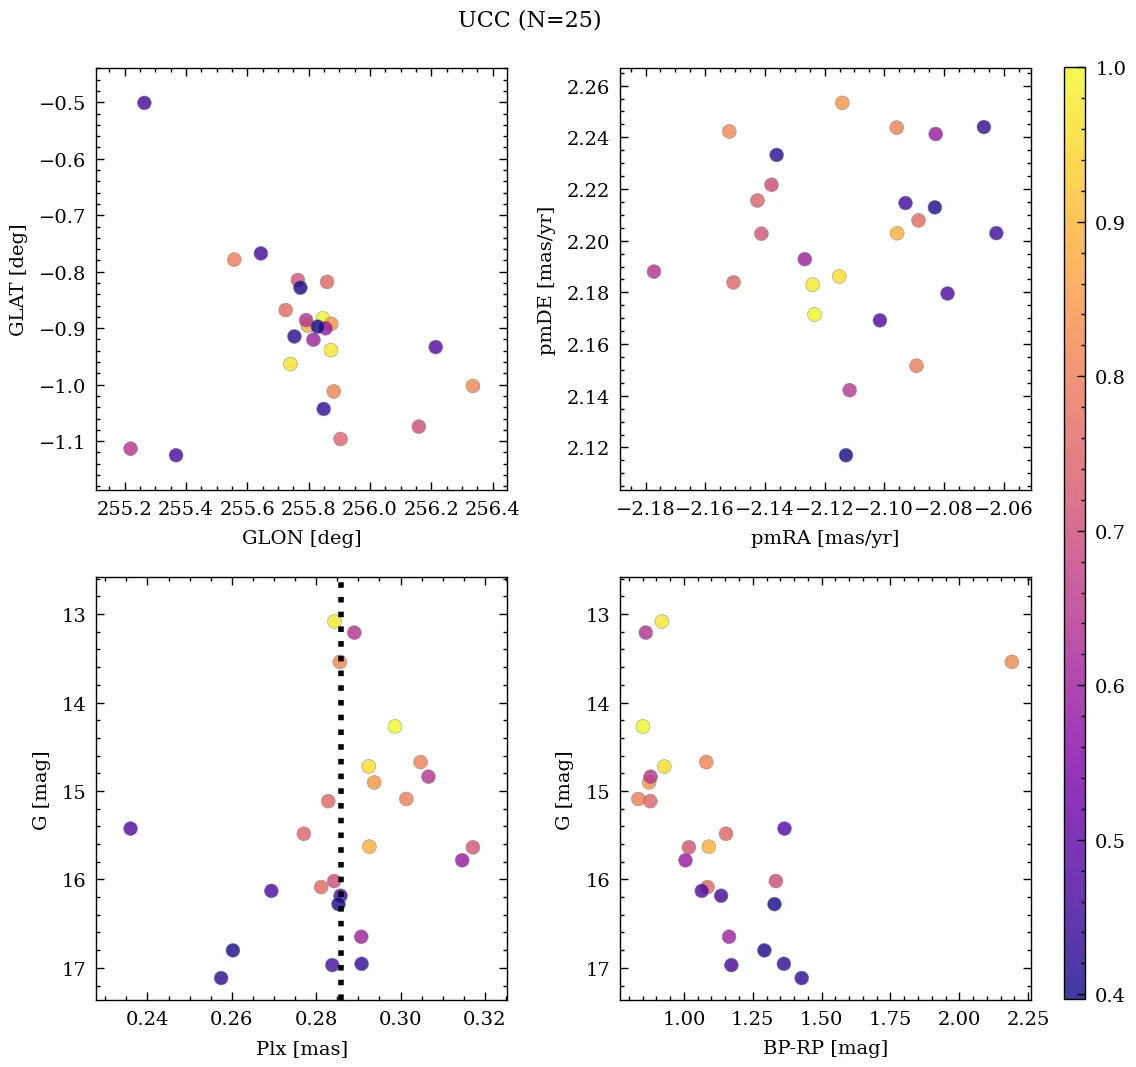 UCC (N=25)
−0.5
−0.6
−0.7
−0.8
−0.9
−1.0
−1.1
GLAT [deg]
255.2 255.4 255.6 255.8 256.0 256.2 256.4
GLON [deg]
2.26
2.24
2.22
2.20
2.18
2.16
2.14
2.12
pmDE [mas/yr]
−2.18 −2.16 −2.14 −2.12 −2.10 −2.08 −2.06
pmRA [mas/yr]
13
14
15
16
17
G [mag]
0.24 0.26 0.28 0.30 0.32
Plx [mas]
13
14
15
16
17
G [mag]
1.00 1.25 1.50 1.75 2.00 2.25
BP-RP [mag]
1.0
0.9
0.8
0.7
0.6
0.5
0.4